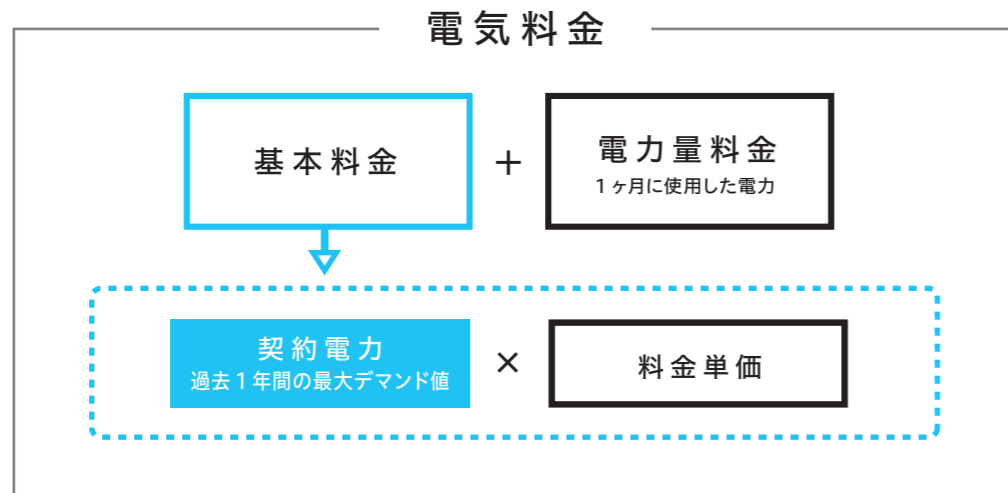 電気料金
基本料金
+
電力量料金
1ヶ月に使用した電力
契約電力
過去1年間の最大デマンド値
×
料金単価